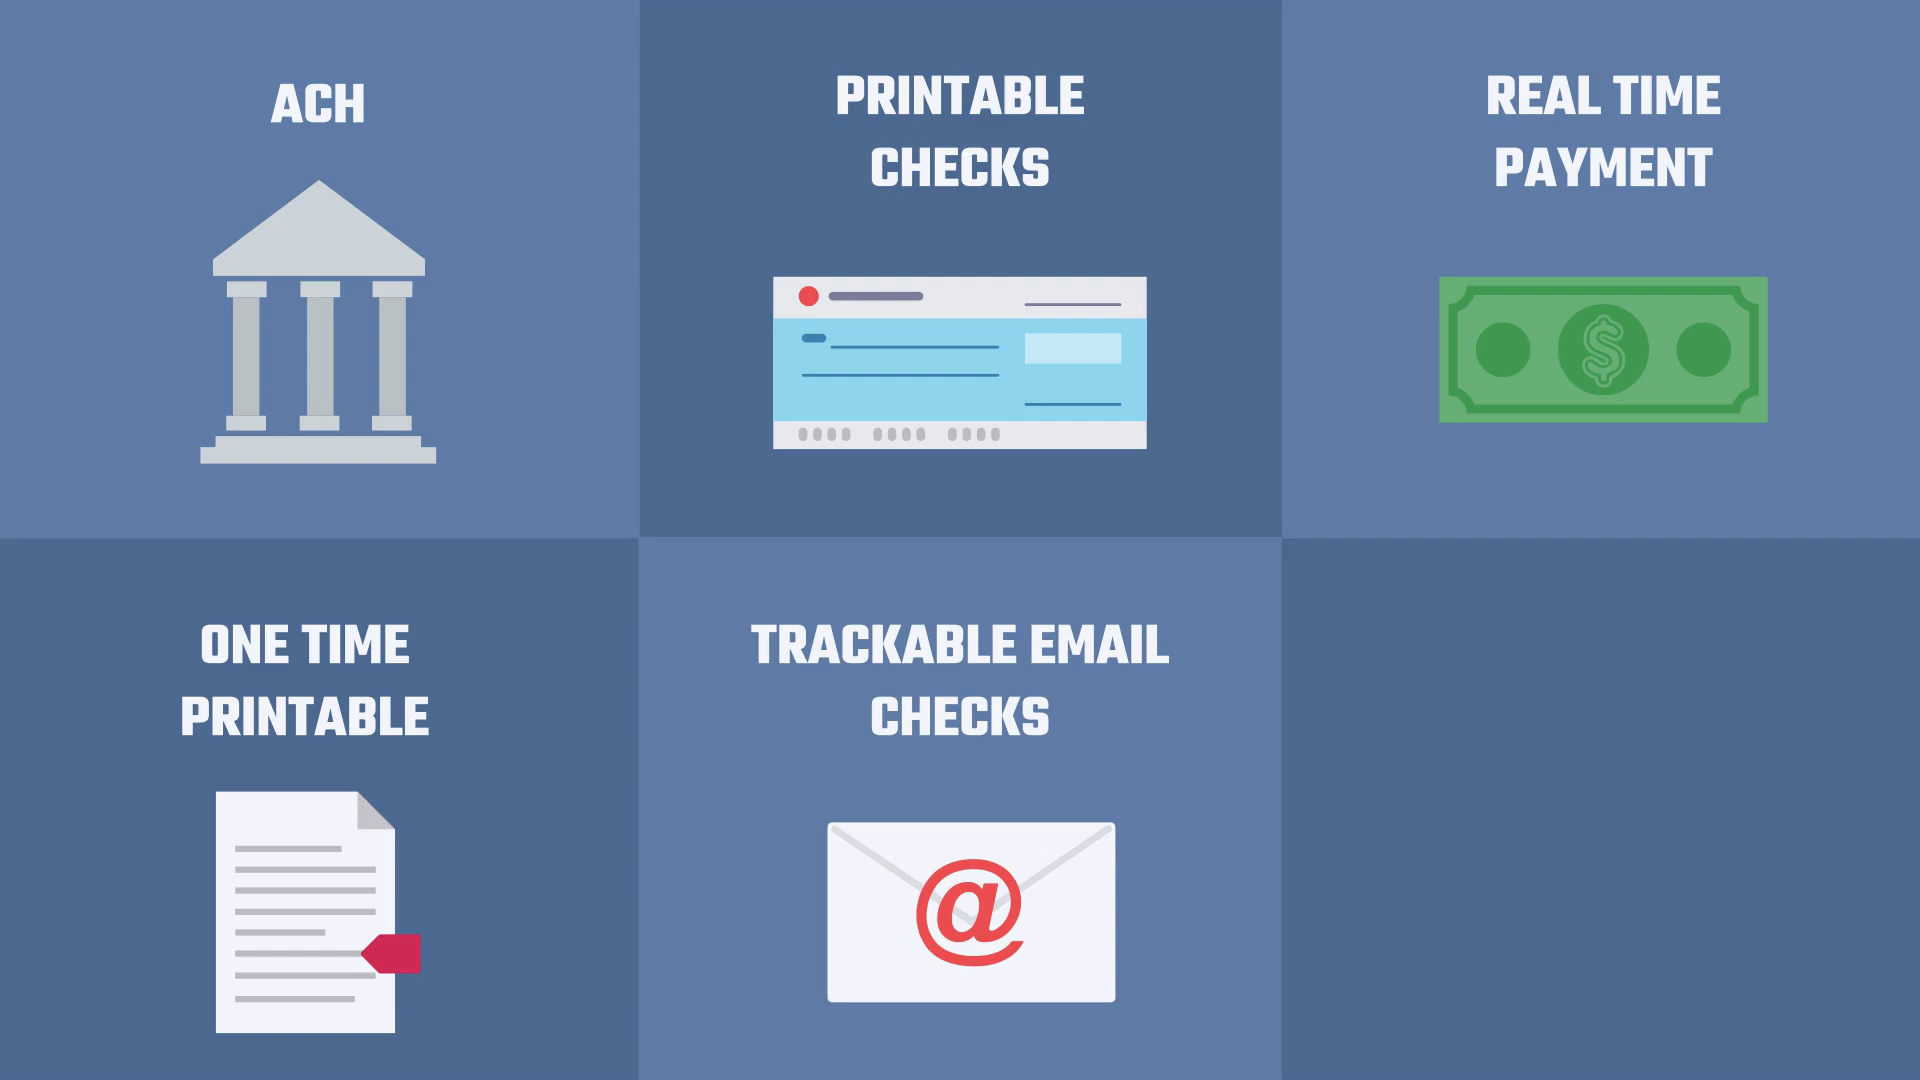 ACH
PRINTABLE
CHECKS
REAL TIME
PAYMENT
$
ONE TIME
PRINTABLE
TRACKABLE EMAIL
CHECKS
@